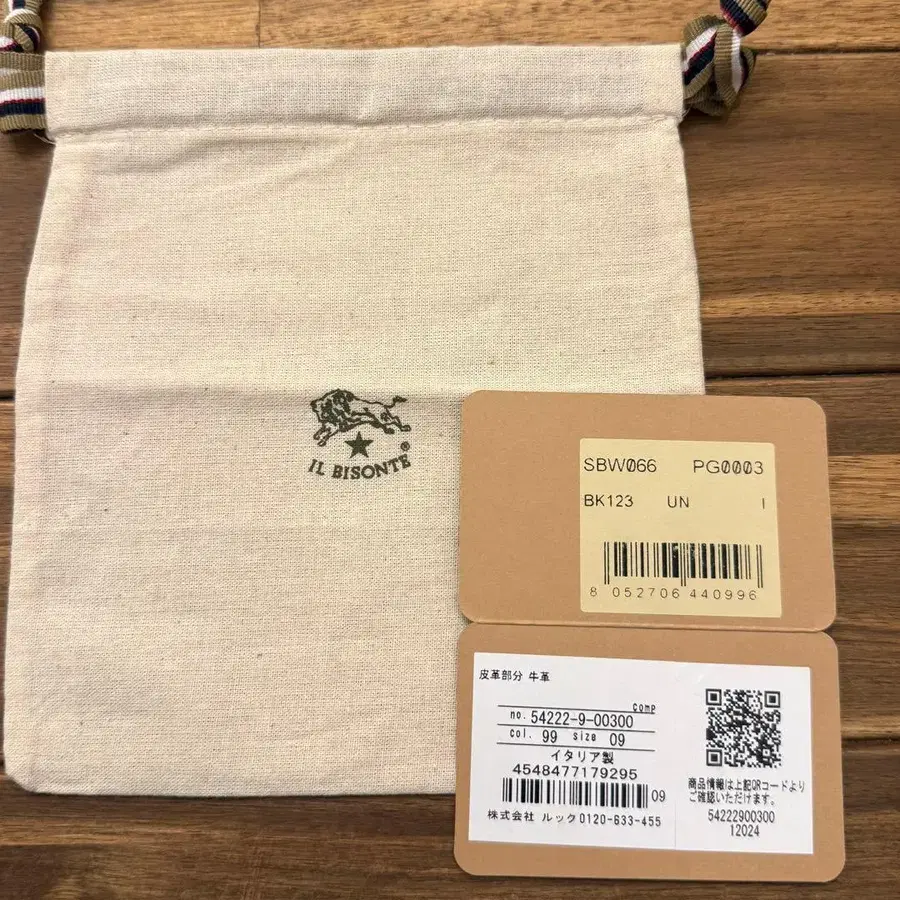 IL BISONTE®
SBW066 PG0003
BK123 UN I
8 052706 440996
皮革部分 牛革
Comp
no. 54222-9-00300
col. 99 size 09
イタリア製
4548477179295
09
株式会社 ルック 0120-633-455
商品情報は上記QRコードより
ご確認いただけます。
54222900300
12024